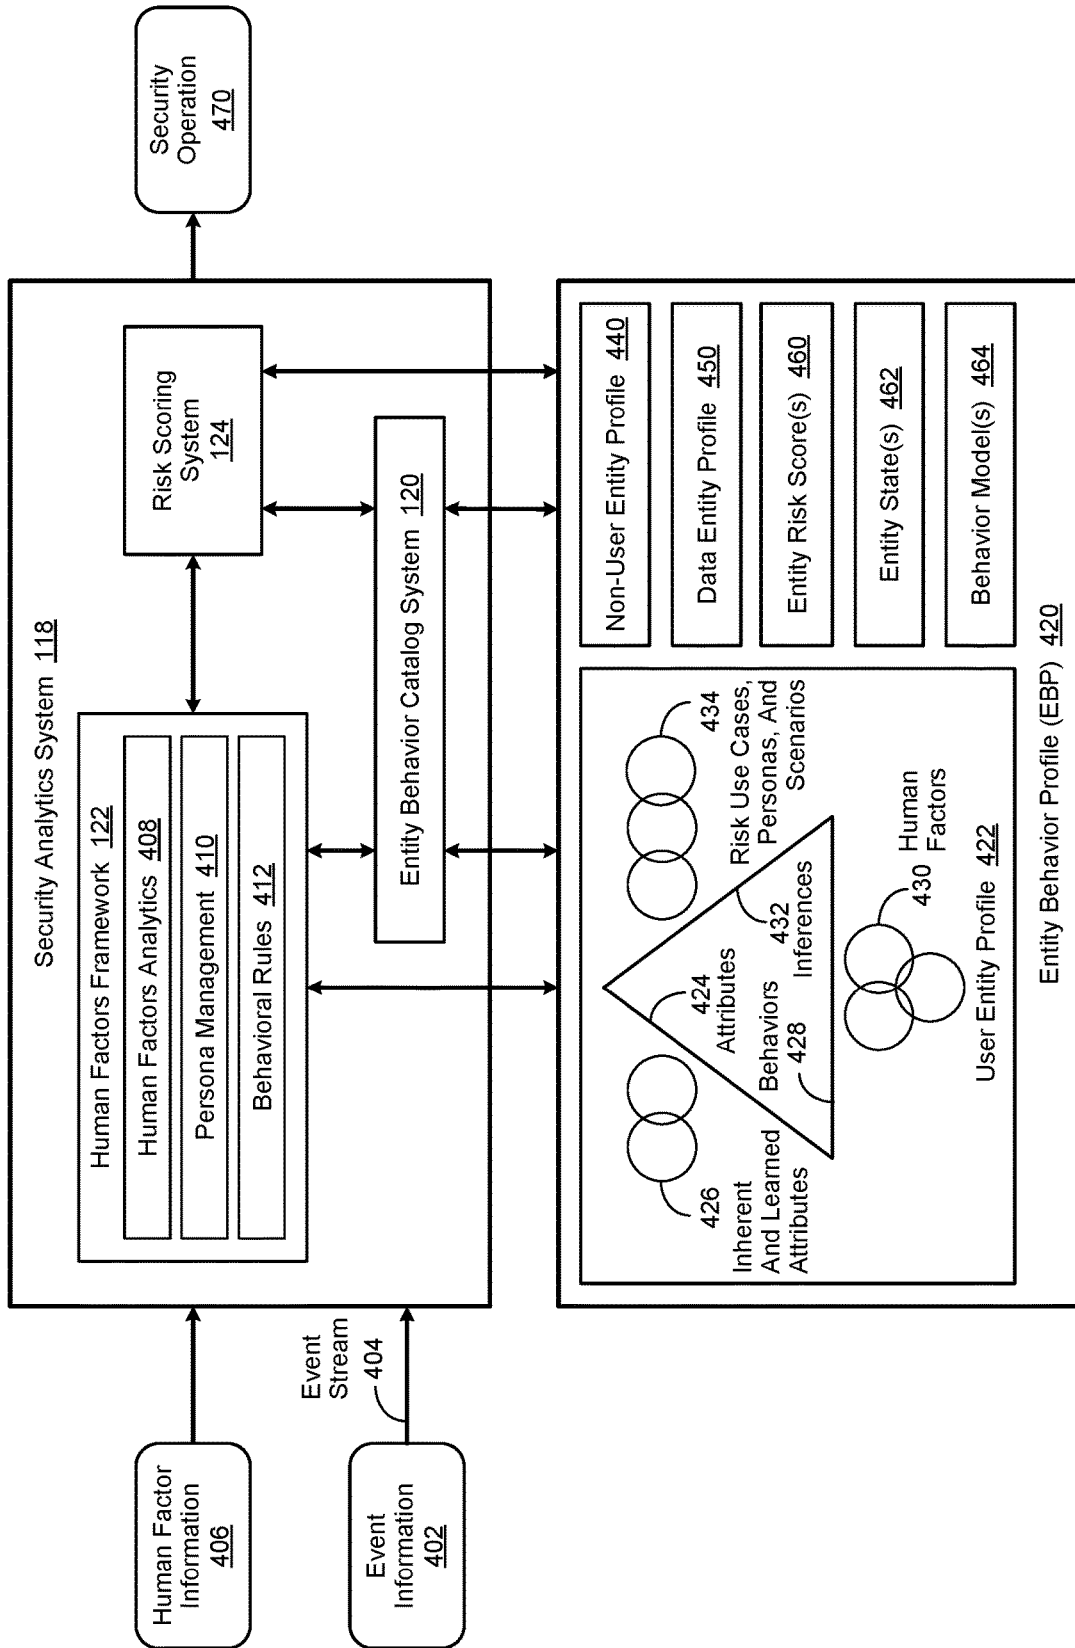 Security Analytics System 118
Human Factors Framework 122
Human Factors Analytics 408
Persona Management 410
Behavioral Rules 412
Risk Scoring
System
124
Entity Behavior Catalog System 120
Human Factor
Information
406
Event
Stream
404
Event
Information
402
Security
Operation
470
426
Inherent
And Learned
Attributes
424
Attributes
Behaviors
428
432
Inferences
434
Risk Use Cases,
Personas, And
Scenarios
430
Human
Factors
User Entity Profile 422
Non-User Entity Profile 440
Data Entity Profile 450
Entity Risk Score(s) 460
Entity State(s) 462
Behavior Model(s) 464
Entity Behavior Profile (EBP) 420